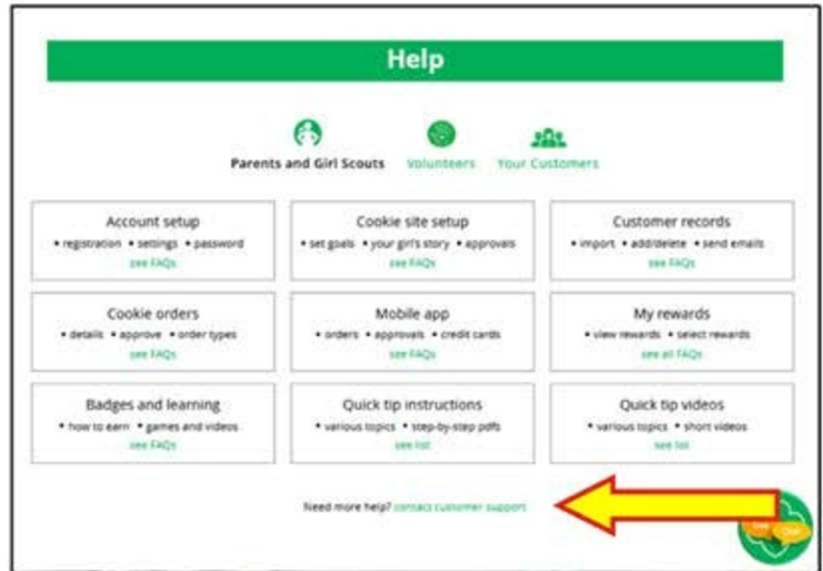 Help
Parents and Girl Scouts
Volunteers
Your Customers
Account setup
• registration • settings • password
see FAQs
Cookie site setup
• set goals • your girl's story • approvals
see FAQs
Customer records
• import • add/delete • send emails
see FAQs
Cookie orders
• details • approve • order types
see FAQs
Mobile app
• orders • approvals • credit cards
see FAQs
My rewards
• view rewards • select rewards
see all FAQs
Badges and learning
• how to earn • games and videos
see FAQs
Quick tip instructions
• various topics • step-by-step pdfs
see list
Quick tip videos
• various topics • short videos
see list
Need more help? contact customer support
Live Chat